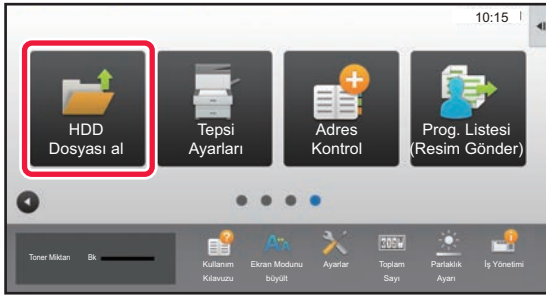 10:15
HDD
Dosyası al
Tepsi
Ayarları
Adres
Kontrol
Prog. Listesi
(Resim Gönder)
Toner Miktarı Bk
Kullanım
Kılavuzu
Ekran Modunu
büyült
Ayarlar
Toplam
Sayı
Parlaklık
Ayarı
İş Yönetimi